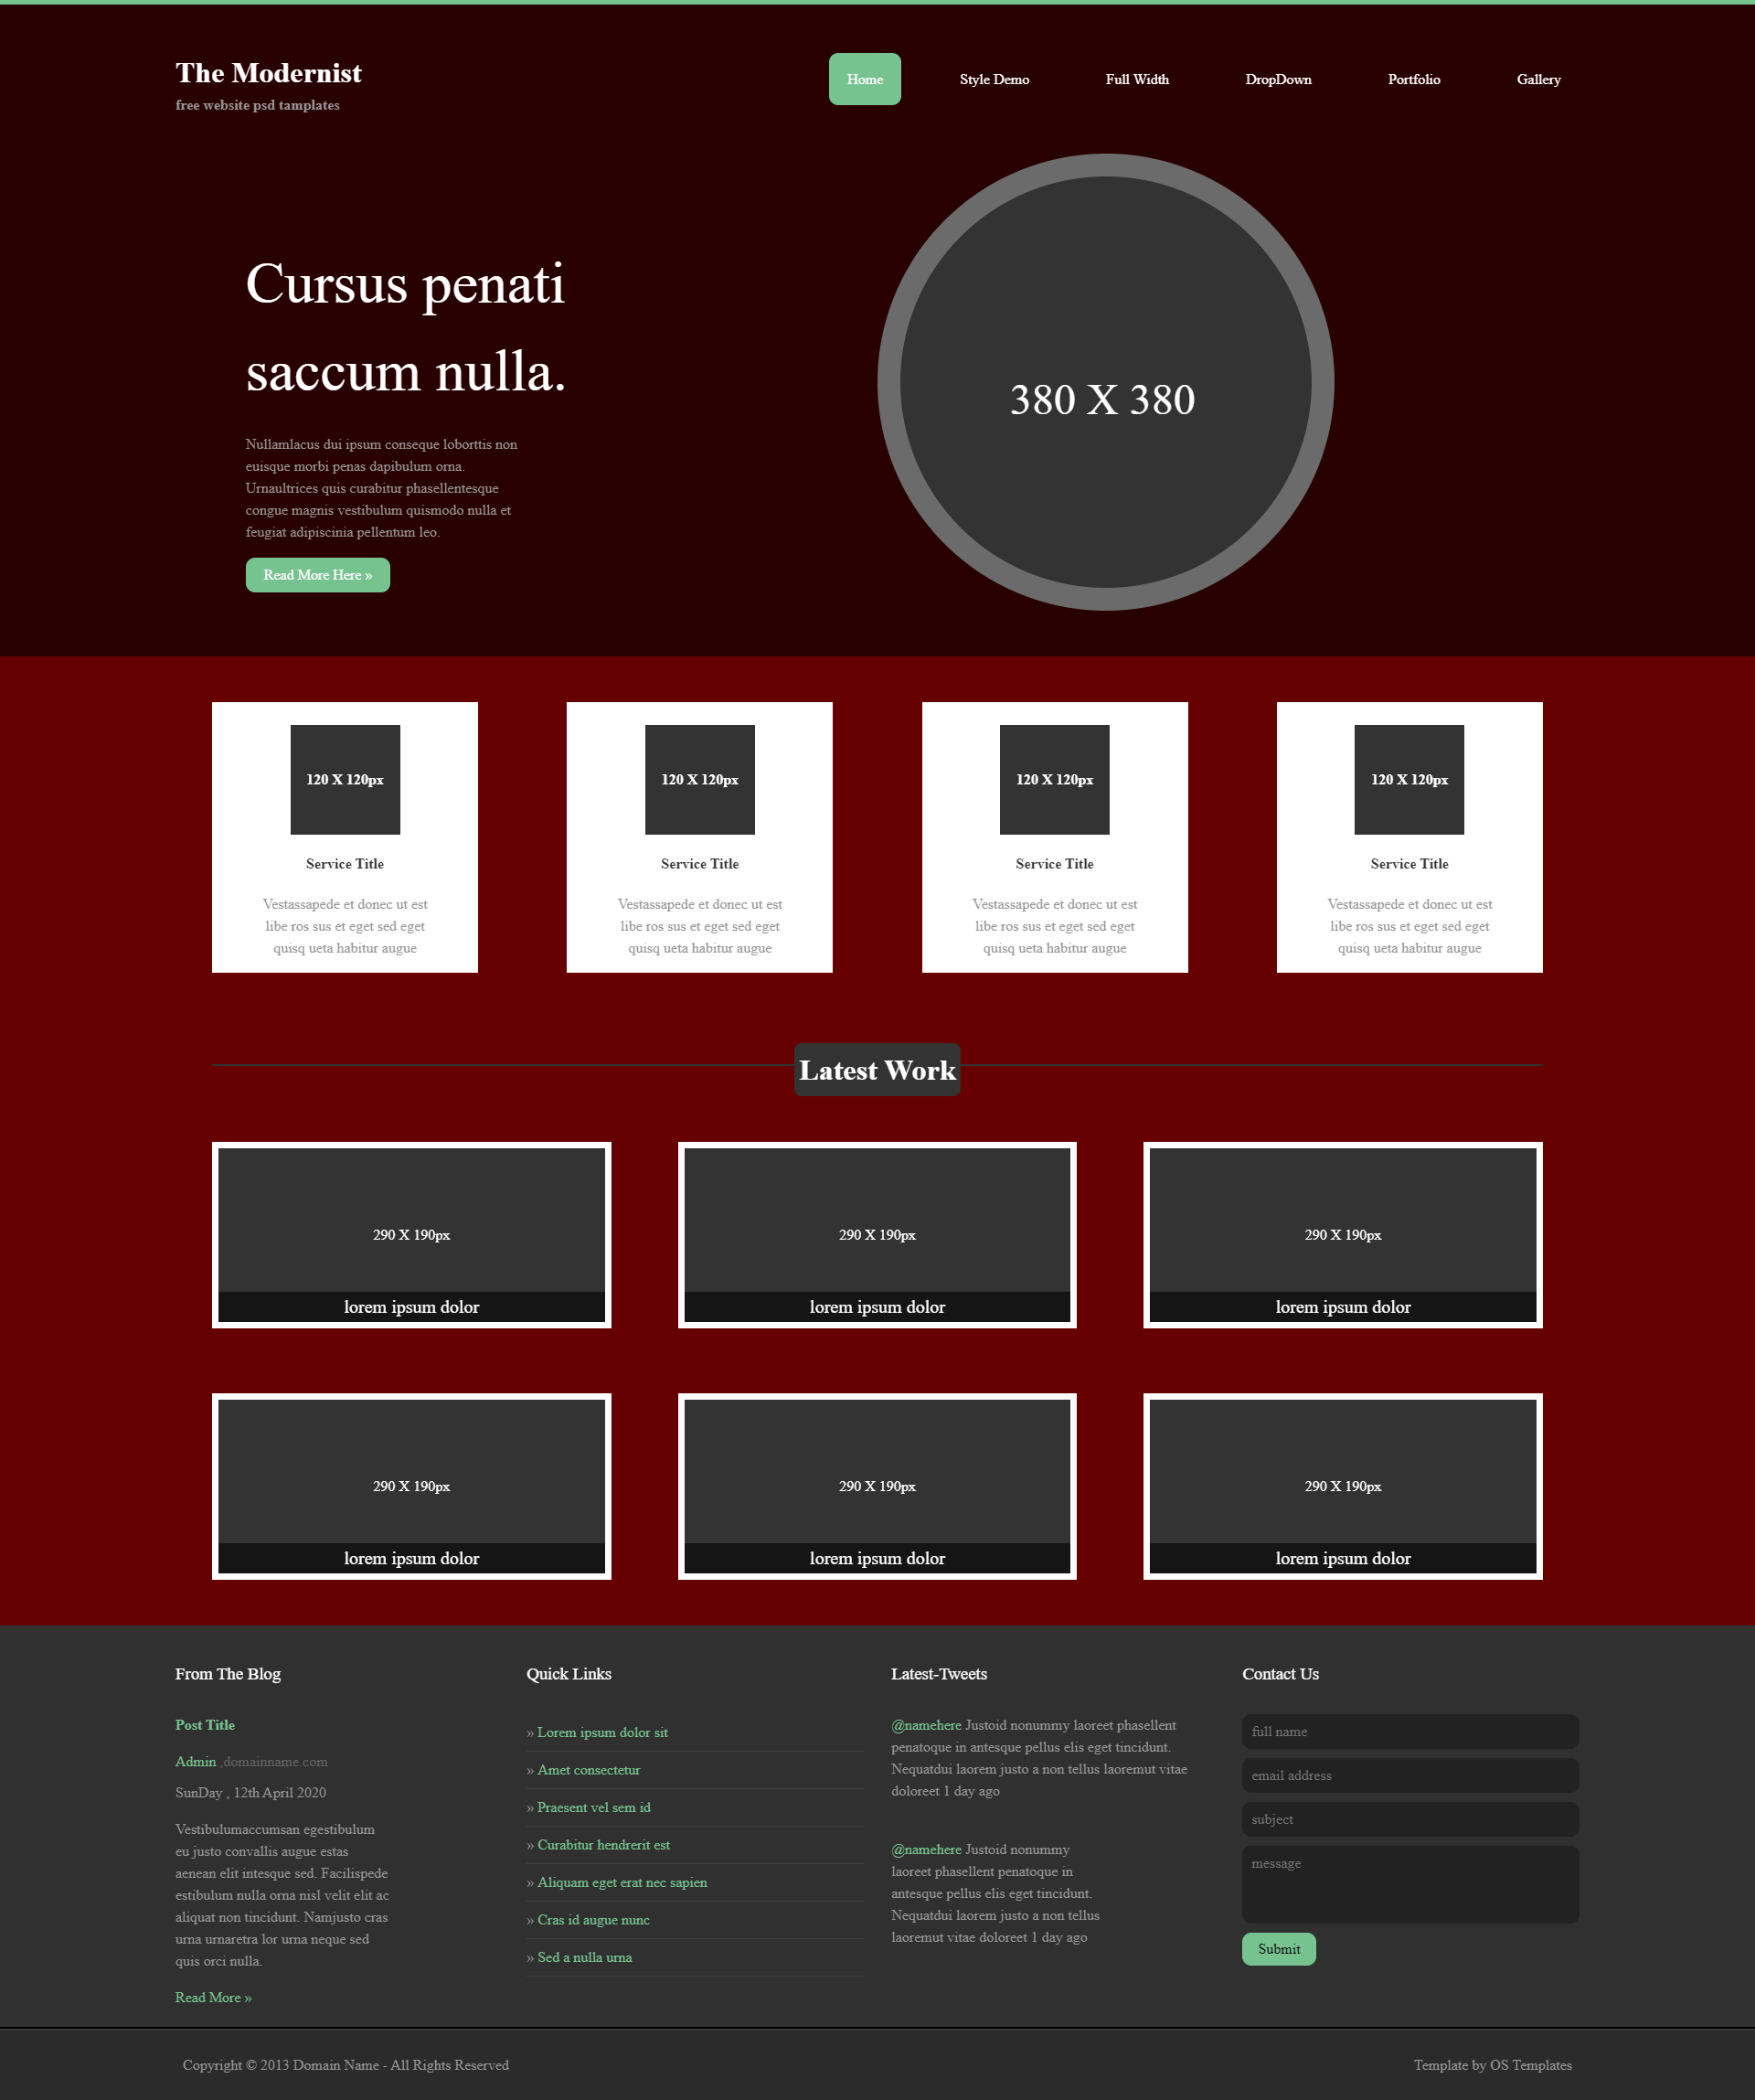 The Modernist
free website psd tamplates
Home
Style Demo
Full Width
DropDown
Portfolio
Gallery
Cursus penati
saccum nulla.
Nullamlacus dui ipsum conseque loborttis non
euisque morbi penas dapibulum orna.
Urnaultrices quis curabitur phasellentesque
congue magnis vestibulum quismodo nulla et
feugiat adipiscinia pellentum leo.
Read More Here »
380 X 380
120 X 120px
Service Title
Vestassapede et donec ut est
libe ros sus et eget sed eget
quisq ueta habitur augue
120 X 120px
Service Title
Vestassapede et donec ut est
libe ros sus et eget sed eget
quisq ueta habitur augue
120 X 120px
Service Title
Vestassapede et donec ut est
libe ros sus et eget sed eget
quisq ueta habitur augue
120 X 120px
Service Title
Vestassapede et donec ut est
libe ros sus et eget sed eget
quisq ueta habitur augue
Latest Work
290 X 190px
lorem ipsum dolor
290 X 190px
lorem ipsum dolor
290 X 190px
lorem ipsum dolor
290 X 190px
lorem ipsum dolor
290 X 190px
lorem ipsum dolor
290 X 190px
lorem ipsum dolor
From The Blog
Post Title
Admin ,domainname.com
SunDay , 12th April 2020
Vestibulumaccumsan egestibulum
eu justo convallis augue estas
aenean elit intesque sed. Facilispede
estibulum nulla orna nisl velit elit ac
aliquat non tincidunt. Namjusto cras
urna urnaretra lor urna neque sed
quis orci nulla.
Read More »
Quick Links
» Lorem ipsum dolor sit
» Amet consectetur
» Praesent vel sem id
» Curabitur hendrerit est
» Aliquam eget erat nec sapien
» Cras id augue nunc
» Sed a nulla urna
Latest-Tweets
@namehere Justoid nonummy laoreet phasellent
penatoque in antesque pellus elis eget tincidunt.
Nequatdui laorem justo a non tellus laoremut vitae
doloreet 1 day ago
@namehere Justoid nonummy
laoreet phasellent penatoque in
antesque pellus elis eget tincidunt.
Nequatdui laorem justo a non tellus
laoremut vitae doloreet 1 day ago
Contact Us
full name
email address
subject
message
Submit
Copyright © 2013 Domain Name - All Rights Reserved
Template by OS Templates